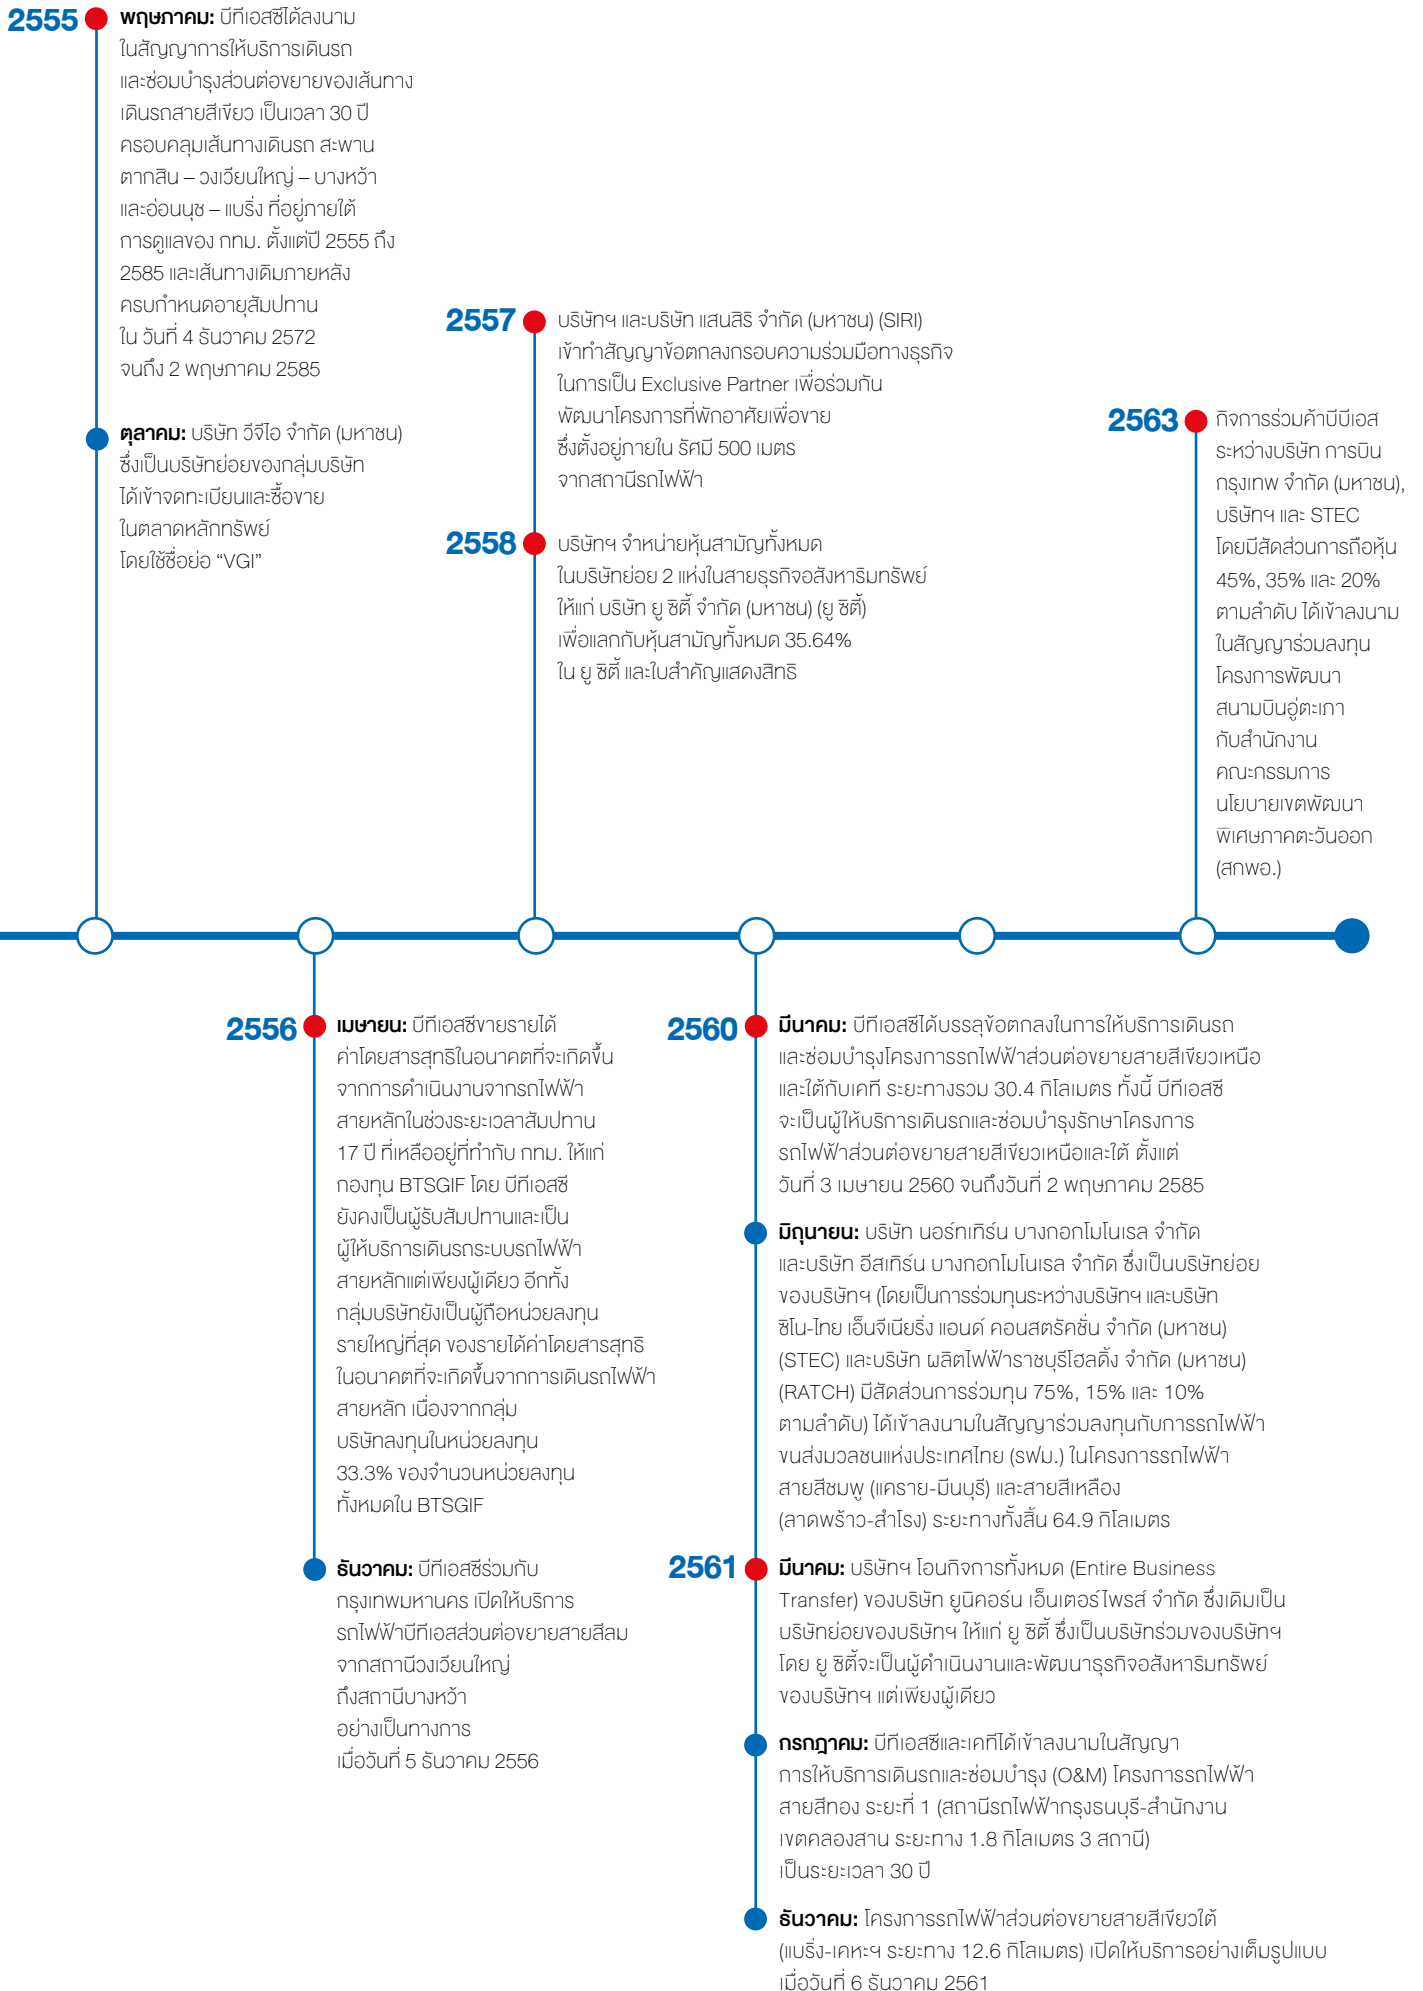 2555
พฤษภาคม: บีทีเอสซีได้ลงนาม
ในสัญญาการให้บริการเดินรถ
และซ่อมบำรุงส่วนต่อขยายของเส้นทาง
เดินรถสายสีเขียว เป็นเวลา 30 ปี
ครอบคลุมเส้นทางเดินรถ สะพาน
ตากสิน – วงเวียนใหญ่ – บางหว้า
และอ่อนนุช – แบริ่ง ที่อยู่ภายใต้
การดูแลของ กทม. ตั้งแต่ปี 2555 ถึง
2585 และเส้นทางเดิมภายหลัง
ครบกำหนดอายุสัมปทาน
ใน วันที่ 4 ธันวาคม 2572
จนถึง 2 พฤษภาคม 2585
ตุลาคม: บริษัท วีจีไอ จำกัด (มหาชน)
ซึ่งเป็นบริษัทย่อยของกลุ่มบริษัท
ได้เข้าจดทะเบียนและซื้อขาย
ในตลาดหลักทรัพย์
โดยใช้ชื่อย่อ “VGI”
2557
บริษัทฯ และบริษัท แสนสิริ จำกัด (มหาชน) (SIRI)
เข้าทำสัญญาข้อตกลงกรอบความร่วมมือทางธุรกิจ
ในการเป็น Exclusive Partner เพื่อร่วมกัน
พัฒนาโครงการที่พักอาศัยเพื่อขาย
ซึ่งตั้งอยู่ภายใน รัศมี 500 เมตร
จากสถานีรถไฟฟ้า
2558
บริษัทฯ จำหน่ายหุ้นสามัญทั้งหมด
ในบริษัทย่อย 2 แห่งในสายธุรกิจอสังหาริมทรัพย์
ให้แก่ บริษัท ยู ซิตี้ จำกัด (มหาชน) (ยู ซิตี้)
เพื่อแลกกับหุ้นสามัญทั้งหมด 35.64%
ใน ยู ซิตี้ และใบสำคัญแสดงสิทธิ
2563
กิจการร่วมค้าบีบีเอส
ระหว่างบริษัท การบิน
กรุงเทพ จำกัด (มหาชน),
บริษัทฯ และ STEC
โดยมีสัดส่วนการถือหุ้น
45%, 35% และ 20%
ตามลำดับ ได้เข้าลงนาม
ในสัญญาร่วมลงทุน
โครงการพัฒนา
สนามบินอู่ตะเภา
กับสำนักงาน
คณะกรรมการ
นโยบายเขตพัฒนา
พิเศษภาคตะวันออก
(สกพอ.)
2556
เมษายน: บีทีเอสซีขายรายได้
ค่าโดยสารสุทธิในอนาคตที่จะเกิดขึ้น
จากการดำเนินงานจากรถไฟฟ้า
สายหลักในช่วงระยะเวลาสัมปทาน
17 ปี ที่เหลืออยู่ที่ทำกับ กทม. ให้แก่
กองทุน BTSGIF โดย บีทีเอสซี
ยังคงเป็นผู้รับสัมปทานและเป็น
ผู้ให้บริการเดินรถระบบรถไฟฟ้า
สายหลักแต่เพียงผู้เดียว อีกทั้ง
กลุ่มบริษัทยังเป็นผู้ถือหน่วยลงทุน
รายใหญ่ที่สุด ของรายได้ค่าโดยสารสุทธิ
ในอนาคตที่จะเกิดขึ้นจากการเดินรถไฟฟ้า
สายหลัก เนื่องจากกลุ่ม
บริษัทลงทุนในหน่วยลงทุน
33.3% ของจำนวนหน่วยลงทุน
ทั้งหมดใน BTSGIF
ธันวาคม: บีทีเอสซีร่วมกับ
กรุงเทพมหานคร เปิดให้บริการ
รถไฟฟ้าบีทีเอสส่วนต่อขยายสายสีลม
จากสถานีวงเวียนใหญ่
ถึงสถานีบางหว้า
อย่างเป็นทางการ
เมื่อวันที่ 5 ธันวาคม 2556
2560
มีนาคม: บีทีเอสซีได้บรรลุข้อตกลงในการให้บริการเดินรถ
และซ่อมบำรุงโครงการรถไฟฟ้าส่วนต่อขยายสายสีเขียวเหนือ
และใต้กับเคที ระยะทางรวม 30.4 กิโลเมตร ทั้งนี้ บีทีเอสซี
จะเป็นผู้ให้บริการเดินรถและซ่อมบำรุงรักษาโครงการ
รถไฟฟ้าส่วนต่อขยายสายสีเขียวเหนือและใต้ ตั้งแต่
วันที่ 3 เมษายน 2560 จนถึงวันที่ 2 พฤษภาคม 2585
มิถุนายน: บริษัท นอร์ทเทิร์น บางกอกโมโนเรล จำกัด
และบริษัท อีสเทิร์น บางกอกโมโนเรล จำกัด ซึ่งเป็นบริษัทย่อย
ของบริษัทฯ (โดยเป็นการร่วมทุนระหว่างบริษัทฯ และบริษัท
ซิโน-ไทย เอ็นจีเนียริ่ง แอนด์ คอนสตรัคชั่น จำกัด (มหาชน)
(STEC) และบริษัท ผลิตไฟฟ้าราชบุรีโฮลดิ้ง จำกัด (มหาชน)
(RATCH) มีสัดส่วนการร่วมทุน 75%, 15% และ 10%
ตามลำดับ) ได้เข้าลงนามในสัญญาร่วมลงทุนกับการรถไฟฟ้า
ขนส่งมวลชนแห่งประเทศไทย (รฟม.) ในโครงการรถไฟฟ้า
สายสีชมพู (แคราย-มีนบุรี) และสายสีเหลือง
(ลาดพร้าว-สำโรง) ระยะทางทั้งสิ้น 64.9 กิโลเมตร
2561
มีนาคม: บริษัทฯ โอนกิจการทั้งหมด (Entire Business
Transfer) ของบริษัท ยูนิคอร์น เอ็นเตอร์ไพรส์ จำกัด ซึ่งเดิมเป็น
บริษัทย่อยของบริษัทฯ ให้แก่ ยู ซิตี้ ซึ่งเป็นบริษัทร่วมของบริษัทฯ
โดย ยู ซิตี้จะเป็นผู้ดำเนินงานและพัฒนาธุรกิจอสังหาริมทรัพย์
ของบริษัทฯ แต่เพียงผู้เดียว
กรกฎาคม: บีทีเอสซีและเคทีได้เข้าลงนามในสัญญา
การให้บริการเดินรถและซ่อมบำรุง (O&M) โครงการรถไฟฟ้า
สายสีทอง ระยะที่ 1 (สถานีรถไฟฟ้ากรุงธนบุรี-สำนักงาน
เขตคลองสาน ระยะทาง 1.8 กิโลเมตร 3 สถานี)
เป็นระยะเวลา 30 ปี
ธันวาคม: โครงการรถไฟฟ้าส่วนต่อขยายสายสีเขียวใต้
(แบริ่ง-เคหะฯ ระยะทาง 12.6 กิโลเมตร) เปิดให้บริการอย่างเต็มรูปแบบ
เมื่อวันที่ 6 ธันวาคม 2561